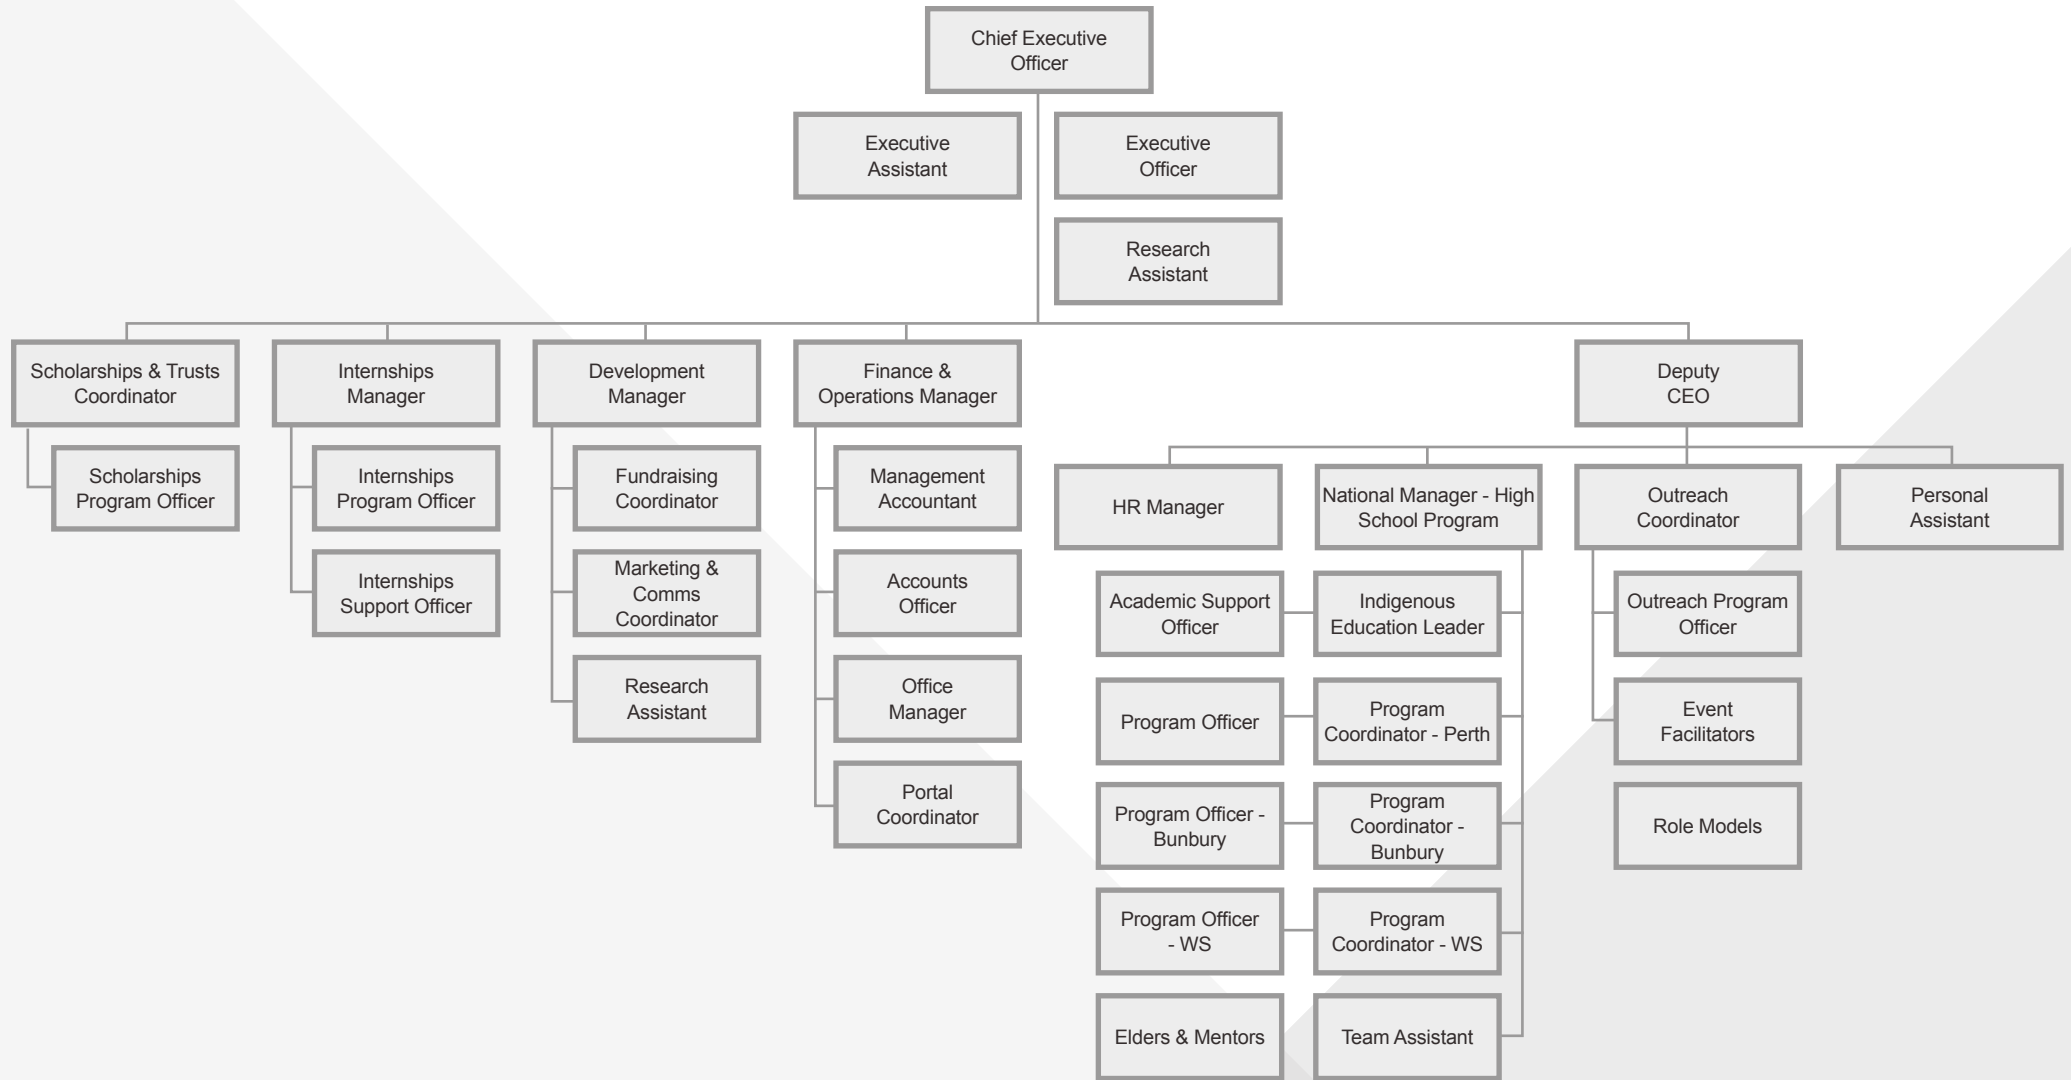 Chief Executive
Officer
Executive
Assistant
Executive
Officer
Research
Assistant
Scholarships & Trusts
Coordinator
Internships
Manager
Development
Manager
Finance &
Operations Manager
Deputy
CEO
Scholarships
Program Officer
Internships
Program Officer
Internships
Support Officer
Fundraising
Coordinator
Marketing &
Comms
Coordinator
Research
Assistant
Management
Accountant
Accounts
Officer
Office
Manager
Portal
Coordinator
HR Manager
National Manager - High
School Program
Outreach
Coordinator
Personal
Assistant
Academic Support
Officer
Indigenous
Education Leader
Program Officer
Program
Coordinator - Perth
Program Officer -
Bunbury
Program
Coordinator -
Bunbury
Program Officer
- WS
Program
Coordinator - WS
Elders & Mentors
Team Assistant
Outreach Program
Officer
Event
Facilitators
Role Models